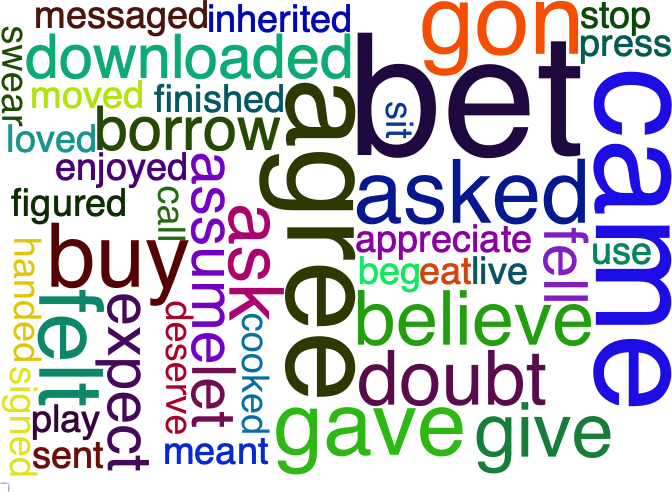 messaged
inherited
gon
stop
press
swear
downloaded
bet
sit
came
moved
finished
agree
loved
borrow
enjoyed
assume
asked
figured
call
ask
appreciate
fell
use
handed
buy
beg
eat
live
felt
expect
deserve
let
cooked
believe
signed
play
doubt
sent
meant
gave
give